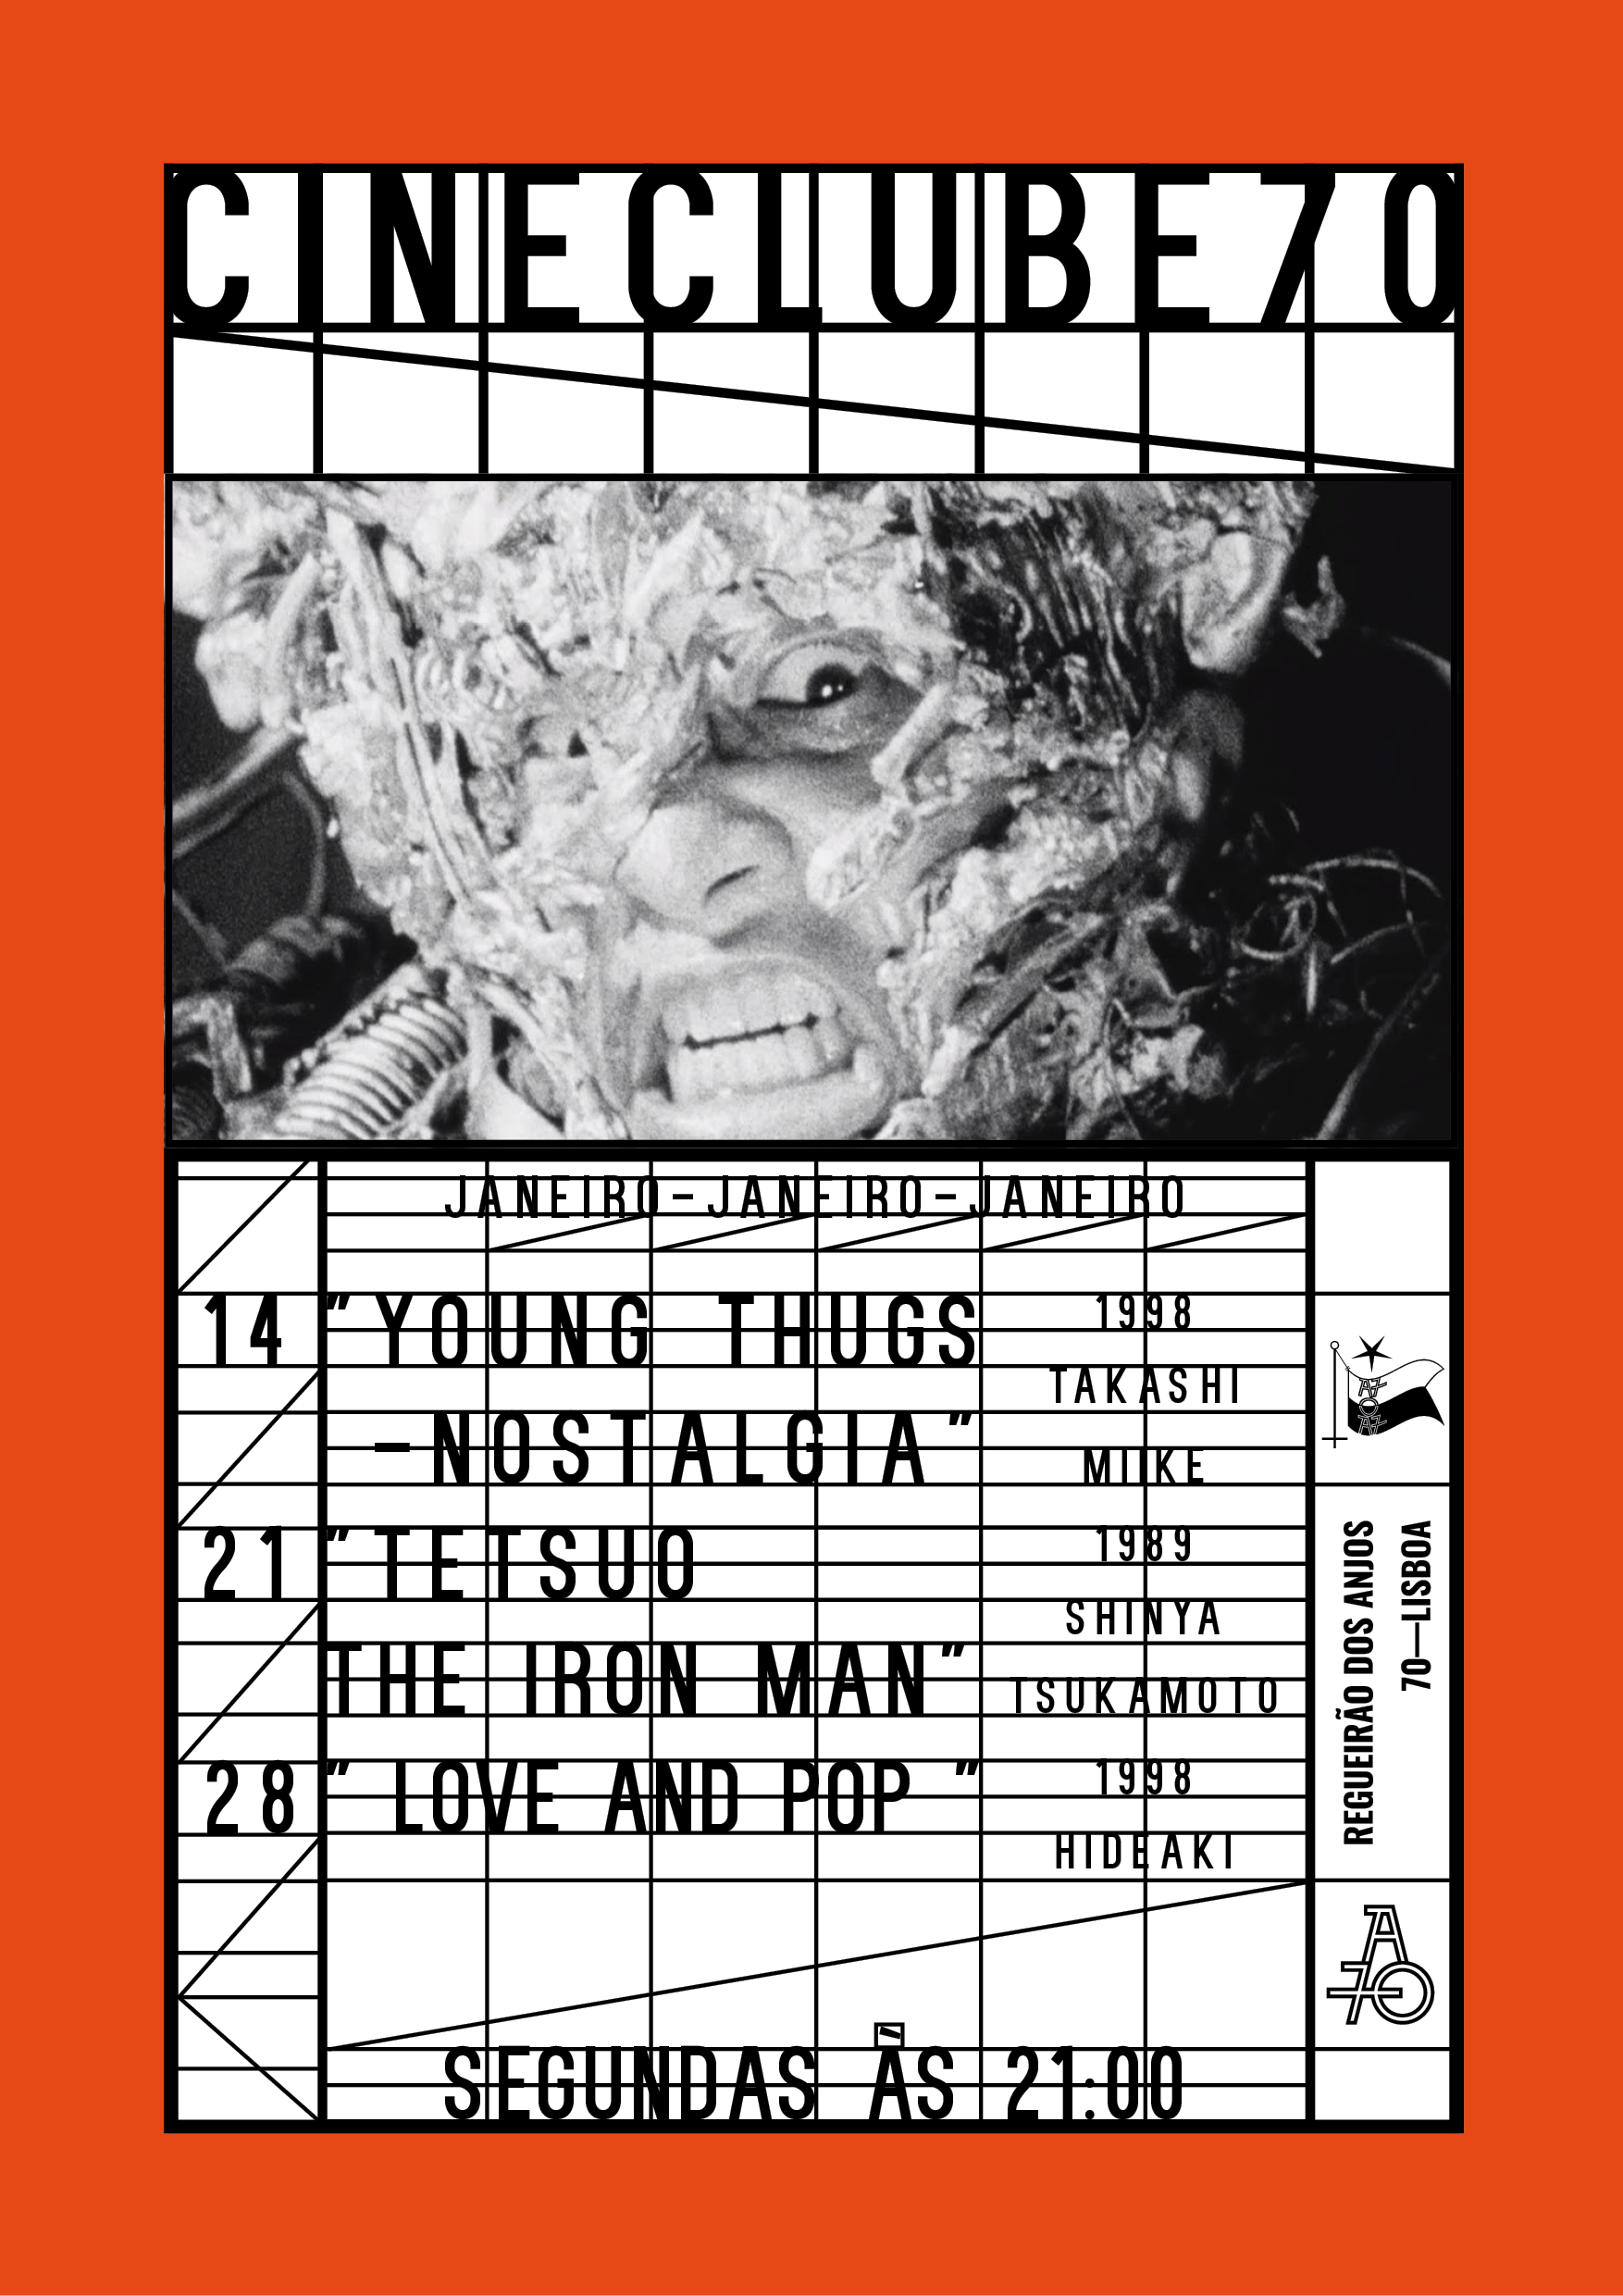 CINECLUBE70
JANEIRO-JANEIRO-JANEIRO
14 "YOUNG THUGS
-NOSTALGIA"
1998
TAKASHI
MIIKE
21 "TETSUO
THE IRON MAN"
1989
SHINYA
TSUKAMOTO
28 " LOVE AND POP "
1998
HIDEAKI
SEGUNDAS ÀS 21:00
REGUEIRÃO DOS ANJOS
70—LISBOA
A
70